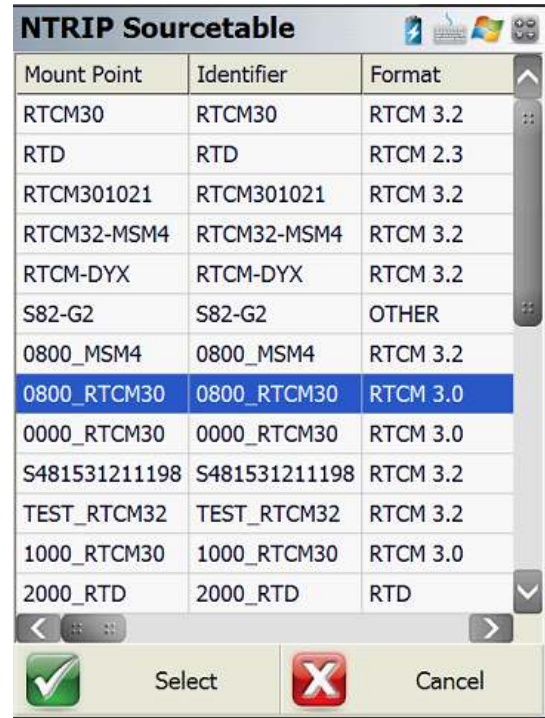 NTRIP Sourcetable
Mount Point Identifier Format
RTCM30 RTCM30 RTCM 3.2
RTD RTD RTCM 2.3
RTCM301021 RTCM301021 RTCM 3.2
RTCM32-MSM4 RTCM32-MSM4 RTCM 3.2
RTCM-DYX RTCM-DYX RTCM 3.2
S82-G2 S82-G2 OTHER
0800_MSM4 0800_MSM4 RTCM 3.2
0800_RTCM30 0800_RTCM30 RTCM 3.0
0000_RTCM30 0000_RTCM30 RTCM 3.0
S481531211198 S481531211198 RTCM 3.2
TEST_RTCM32 TEST_RTCM32 RTCM 3.2
1000_RTCM30 1000_RTCM30 RTCM 3.0
2000_RTD 2000_RTD RTD
Select Cancel